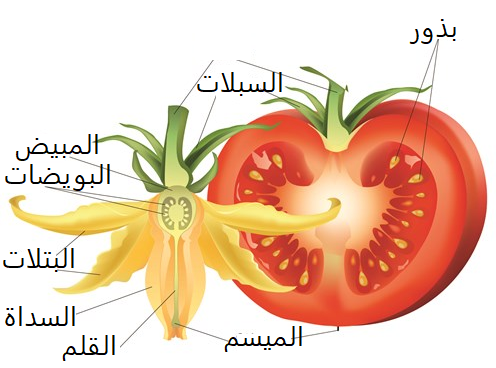 بذور
السبلات
المبيض
البويضات
البتلات
السداة
القلم
الميسم